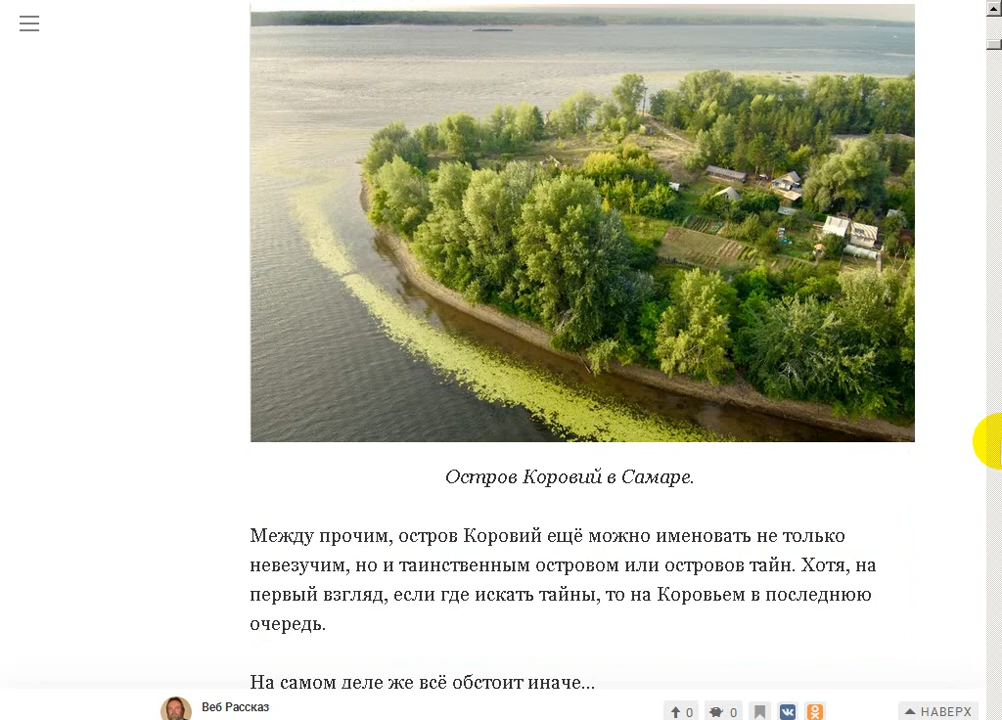 Остров Коровий в Самаре.
Между прочим, остров Коровий ещё можно именовать не только
невезучим, но и таинственным островом или островов тайн. Хотя, на
первый взгляд, если где искать тайны, то на Коровьем в последнюю
очередь.
На самом деле же всё обстоит иначе...
Веб Рассказ
0
0
НАВЕРХ